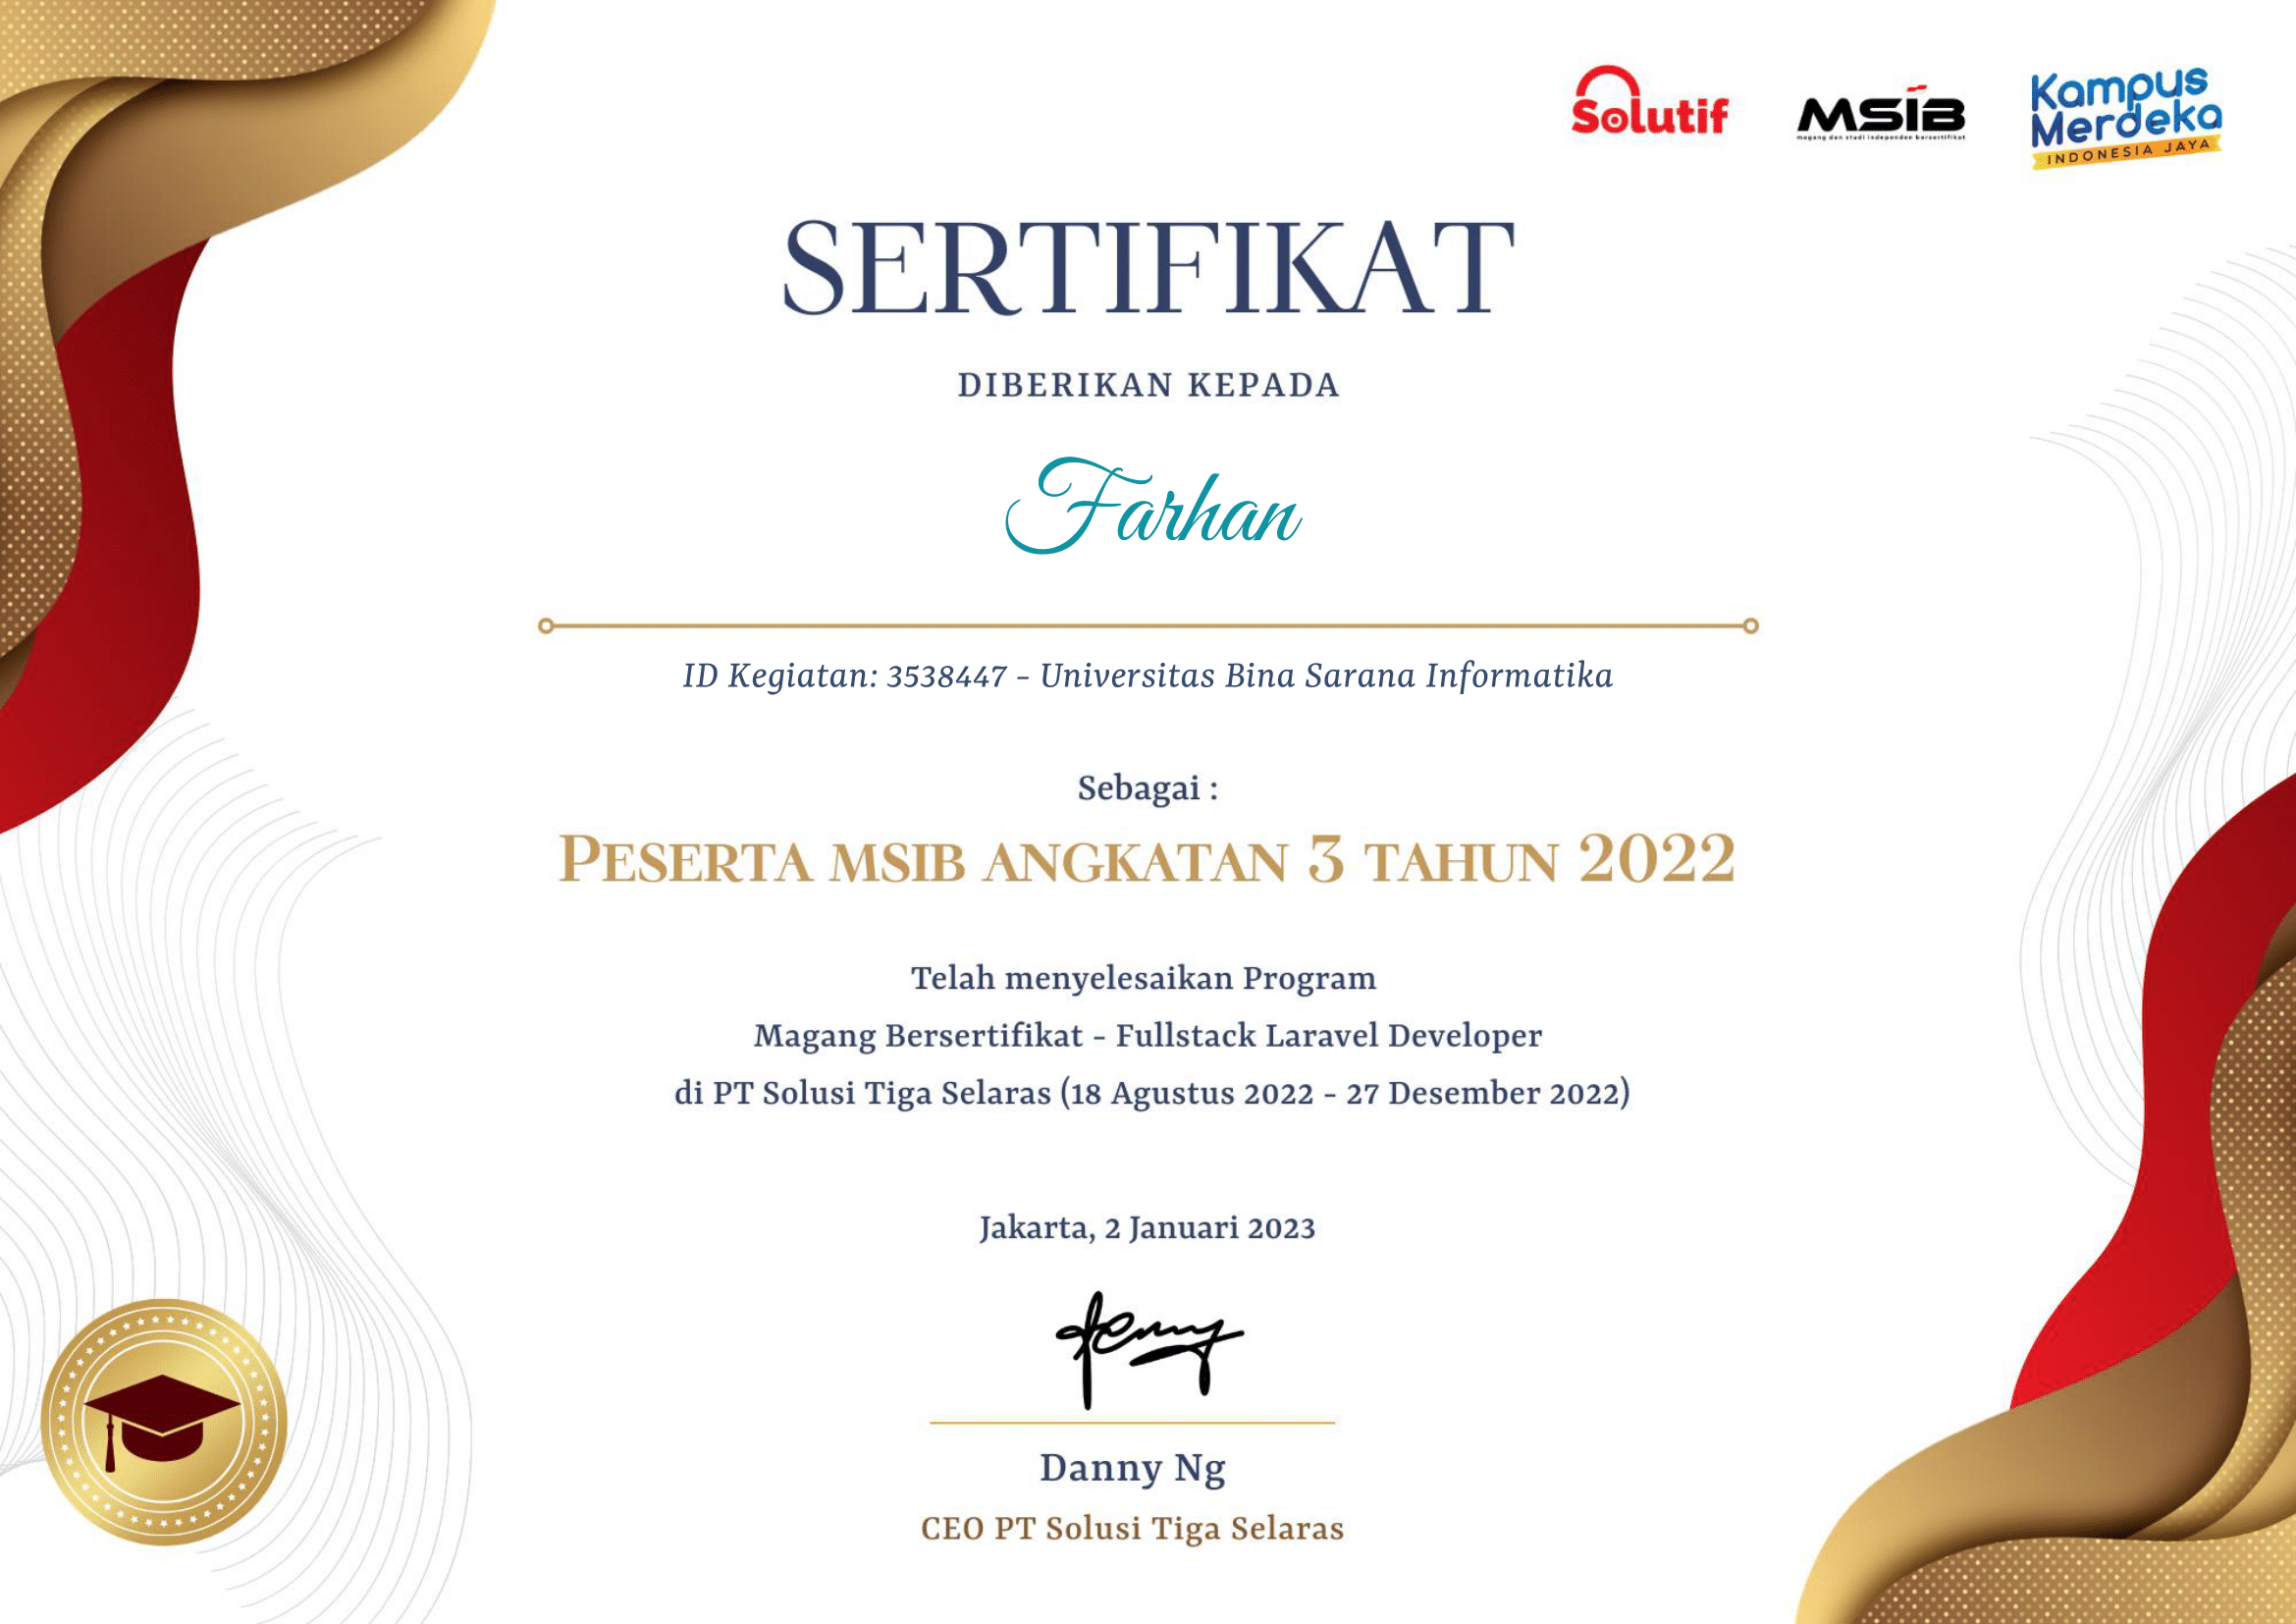 Solutif
MSIB
magang dan studi independen bersertifikat
Kampus
Merdeka
INDONESIA JAYA
SERTIFIKAT
DIBERIKAN KEPADA
Farhan
ID Kegiatan: 3538447 - Universitas Bina Sarana Informatika
Sebagai :
Peserta MSIB ANGKATAN 3 TAHUN 2022
Telah menyelesaikan Program
Magang Bersertifikat - Fullstack Laravel Developer
di PT Solusi Tiga Selaras (18 Agustus 2022 - 27 Desember 2022)
Jakarta, 2 Januari 2023
Danny Ng
CEO PT Solusi Tiga Selaras